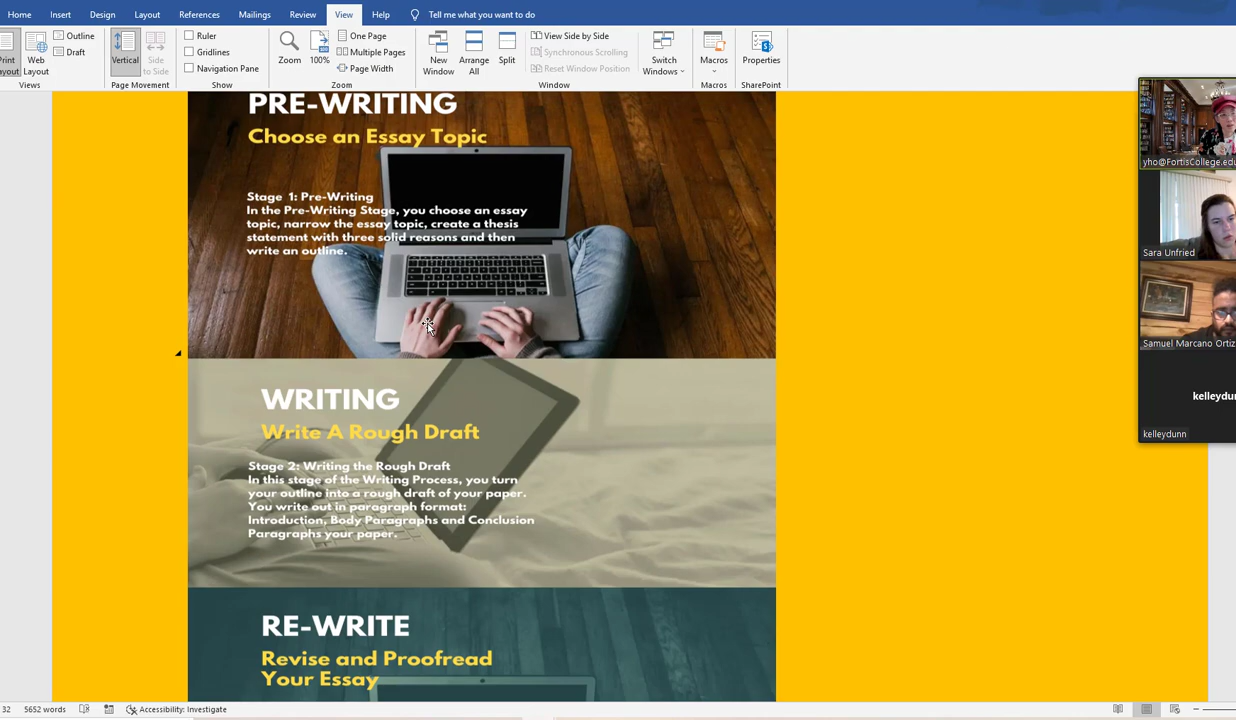 Home Insert Design Layout References Mailings Review View Help Tell me what you want to do
Outline
Draft
Web Layout
Views
Vertical
Side to Side
Page Movement
Ruler
Gridlines
Navigation Pane
Show
Zoom
100%
One Page
Multiple Pages
Page Width
Zoom
New Window
Arrange All
Split
View Side by Side
Synchronous Scrolling
Reset Window Position
Window
Switch Windows
Macros
Macros
Properties
SharePoint
PRE-WRITING
Choose an Essay Topic
Stage 1: Pre-Writing
In the Pre-Writing Stage, you choose an essay
topic, narrow the essay topic, create a thesis
statement with three solid reasons and then
write an outline.
WRITING
Write A Rough Draft
Stage 2: Writing the Rough Draft
In this stage of the Writing Process, you turn
your outline into a rough draft of your paper.
You write out in paragraph format:
Introduction, Body Paragraphs and Conclusion
Paragraphs your paper.
RE-WRITE
Revise and Proofread
Your Essay
yho@FortisCollege.ed
Sara Unfried
Samuel Marcano Ortiz
kelleydun
kelleydunn
32 5652 words Accessibility: Investigate